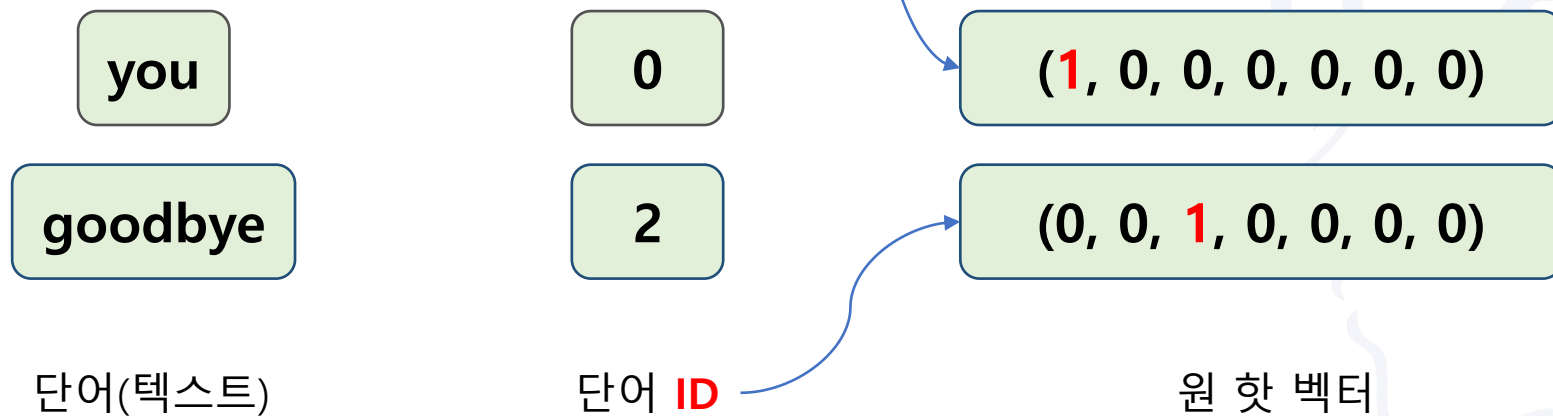 you 0 (1, 0, 0, 0, 0, 0, 0)
goodbye 2 (0, 0, 1, 0, 0, 0, 0)
단어(텍스트) 단어 ID 원 핫 벡터